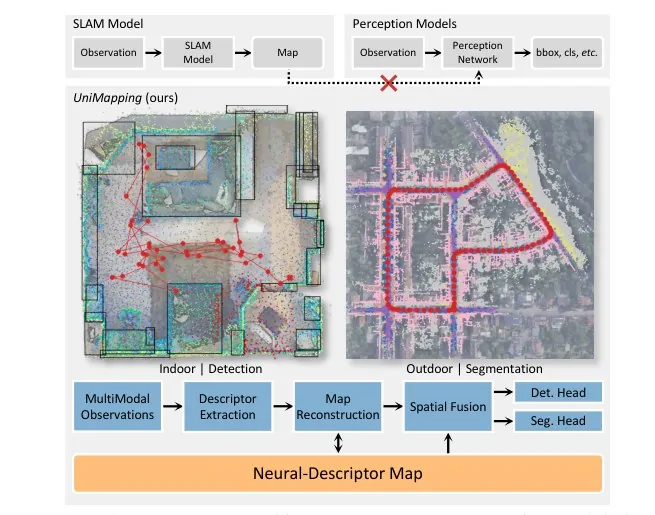 SLAM Model
Observation
SLAM
Model
Map
Perception Models
Observation
Perception
Network
bbox, cls, etc.
UniMapping (ours)
Indoor | Detection
Outdoor | Segmentation
MultiModal
Observations
Descriptor
Extraction
Map
Reconstruction
Spatial Fusion
Det. Head
Seg. Head
Neural-Descriptor Map